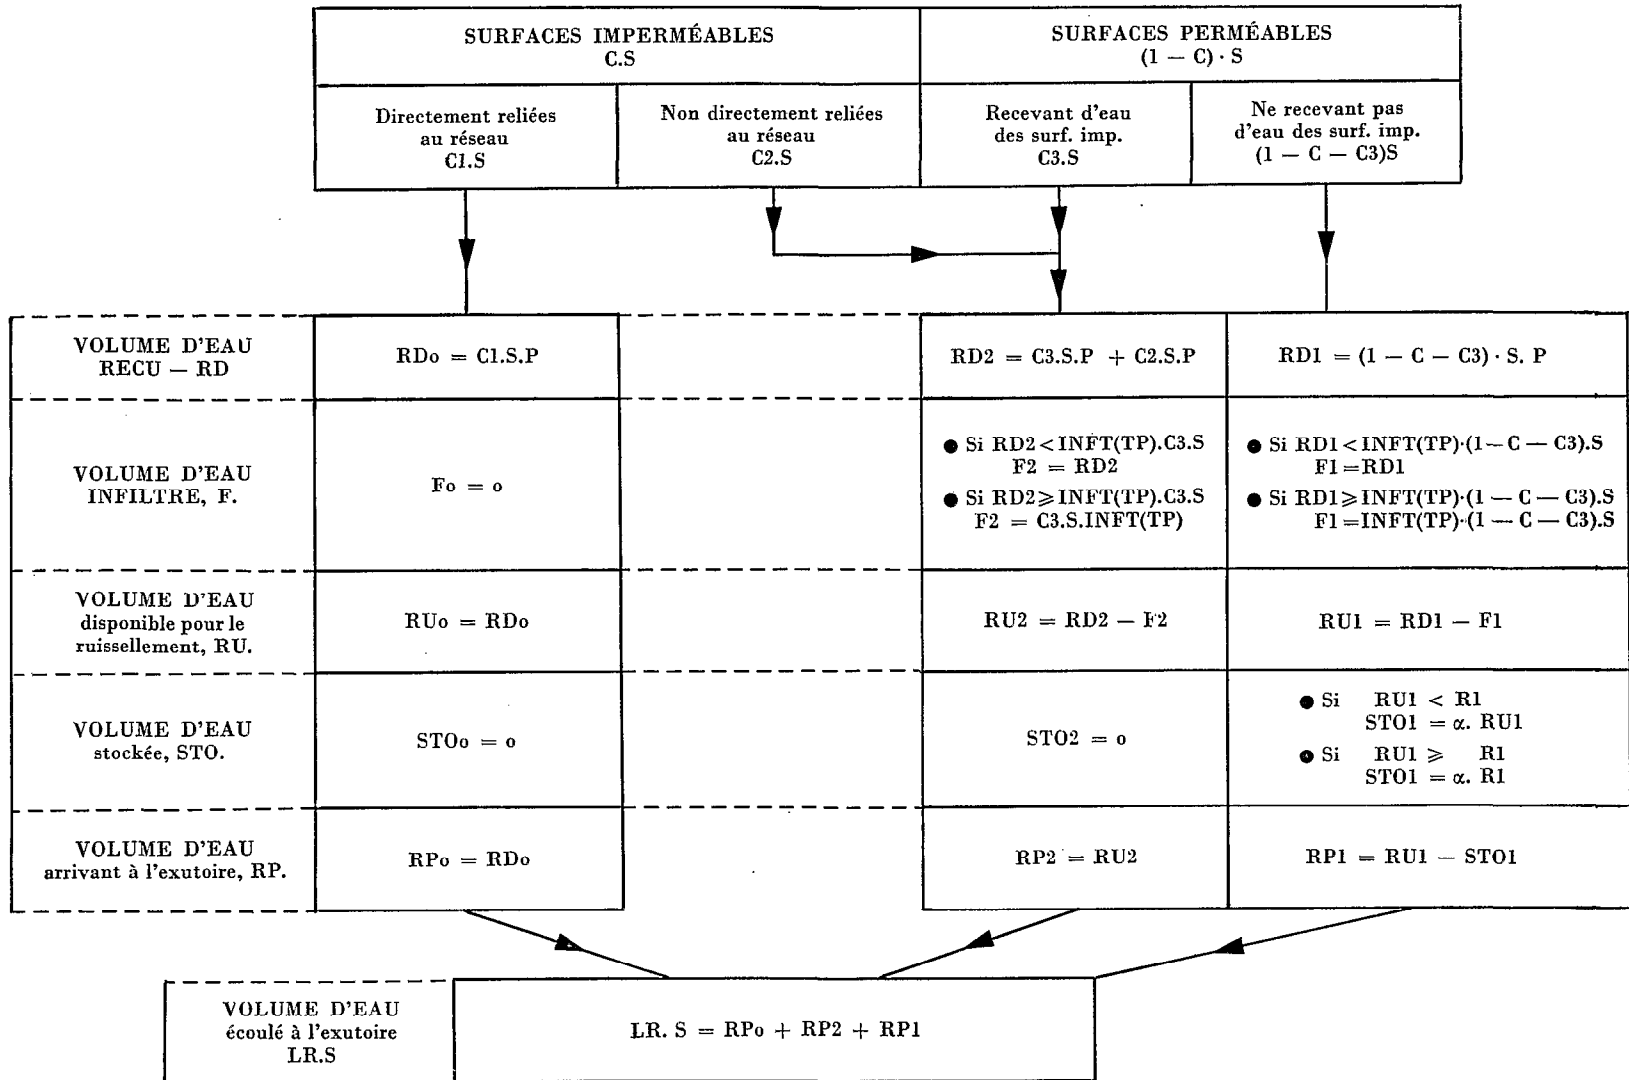 SURFACES IMPERMÉABLES
C.S
SURFACES PERMÉABLES
(1 — C) · S
Directement reliées
au réseau
C1.S
Non directement reliées
au réseau
C2.S
Recevant d'eau
des surf. imp.
C3.S
Ne recevant pas
d'eau des surf. imp.
(1 — C — C3)S
VOLUME D'EAU
RECU — RD
RDo = C1.S.P
RD2 = C3.S.P + C2.S.P
RD1 = (1 — C — C3) · S. P
VOLUME D'EAU
INFILTRE, F.
Fo = o
● Si RD2 < INFT(TP).C3.S
F2 = RD2
● Si RD2 ⩾ INFT(TP).C3.S
F2 = C3.S.INFT(TP)
● Si RD1 < INFT(TP)·(1 — C — C3).S
F1 = RD1
● Si RD1 ⩾ INFT(TP)·(1 — C — C3).S
F1 = INFT(TP)·(1 — C — C3).S
VOLUME D'EAU
disponible pour le
ruissellement, RU.
RUo = RDo
RU2 = RD2 — F2
RU1 = RD1 — F1
VOLUME D'EAU
stockée, STO.
STOo = o
STO2 = o
● Si RU1 < R1
STO1 = α. RU1
● Si RU1 ⩾ R1
STO1 = α. R1
VOLUME D'EAU
arrivant à l'exutoire, RP.
RPo = RDo
RP2 = RU2
RP1 = RU1 — STO1
VOLUME D'EAU
écoulé à l'exutoire
LR.S
LR. S = RPo + RP2 + RP1